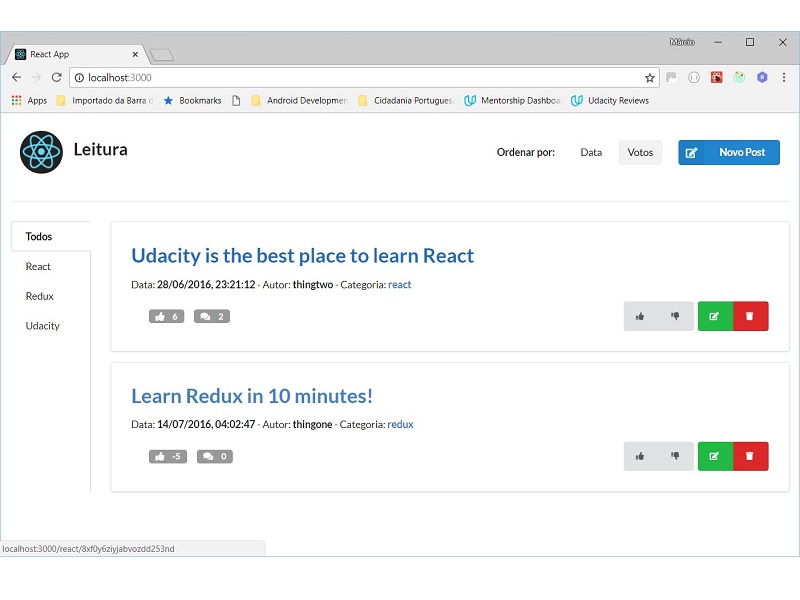 Márcio
React App
localhost:3000
Apps Importado da Barra d Bookmarks Android Developmen Cidadania Portugues Mentorship Dashboa Udacity Reviews
Leitura
Ordenar por: Data Votos Novo Post
Todos
React
Redux
Udacity
Udacity is the best place to learn React
Data: 28/06/2016, 23:21:12 - Autor: thingtwo - Categoria: react
6 2
Learn Redux in 10 minutes!
Data: 14/07/2016, 04:02:47 - Autor: thingone - Categoria: redux
-5 0
localhost:3000/react/8xf0y6ziyjabvozdd253nd